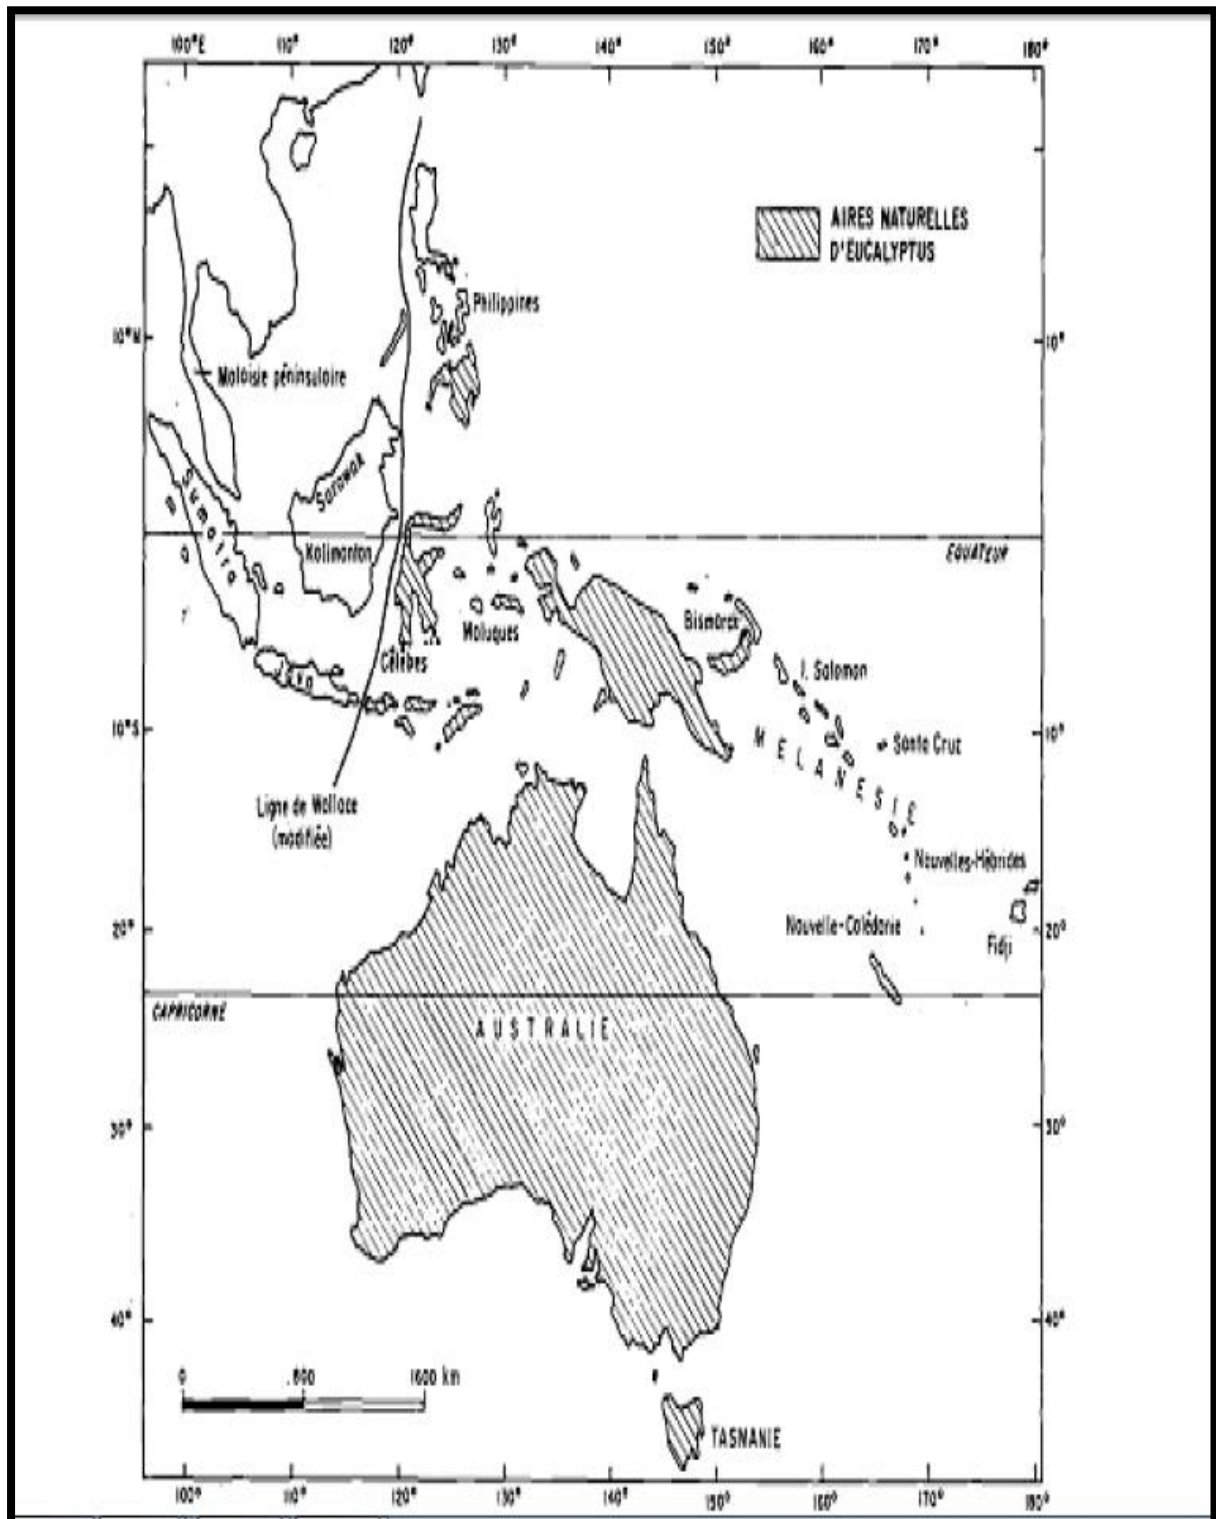 100°E 110° 120° 130° 140° 150° 160° 170° 180°
AIRES NATURELLES
D'EUCALYPTUS
Philippines
10°N
10°
Malaisie péninsulaire
Sarawak
Sumatra
EQUATEUR
Kalimantan
Bismarck
Moluques
Célèbes
I. Salomon
Java
10°S
10°
MELANESIE
Santa Cruz
Ligne de Wallace
(modifiée)
Nouvelles-Hébrides
Nouvelle-Calédonie
20°
20°
Fidji
CAPRICORNE
AUSTRALIE
30°
30°
40°
40°
0 800 1600 km
TASMANIE
100° 110° 120° 130° 140° 150° 160° 170° 180°